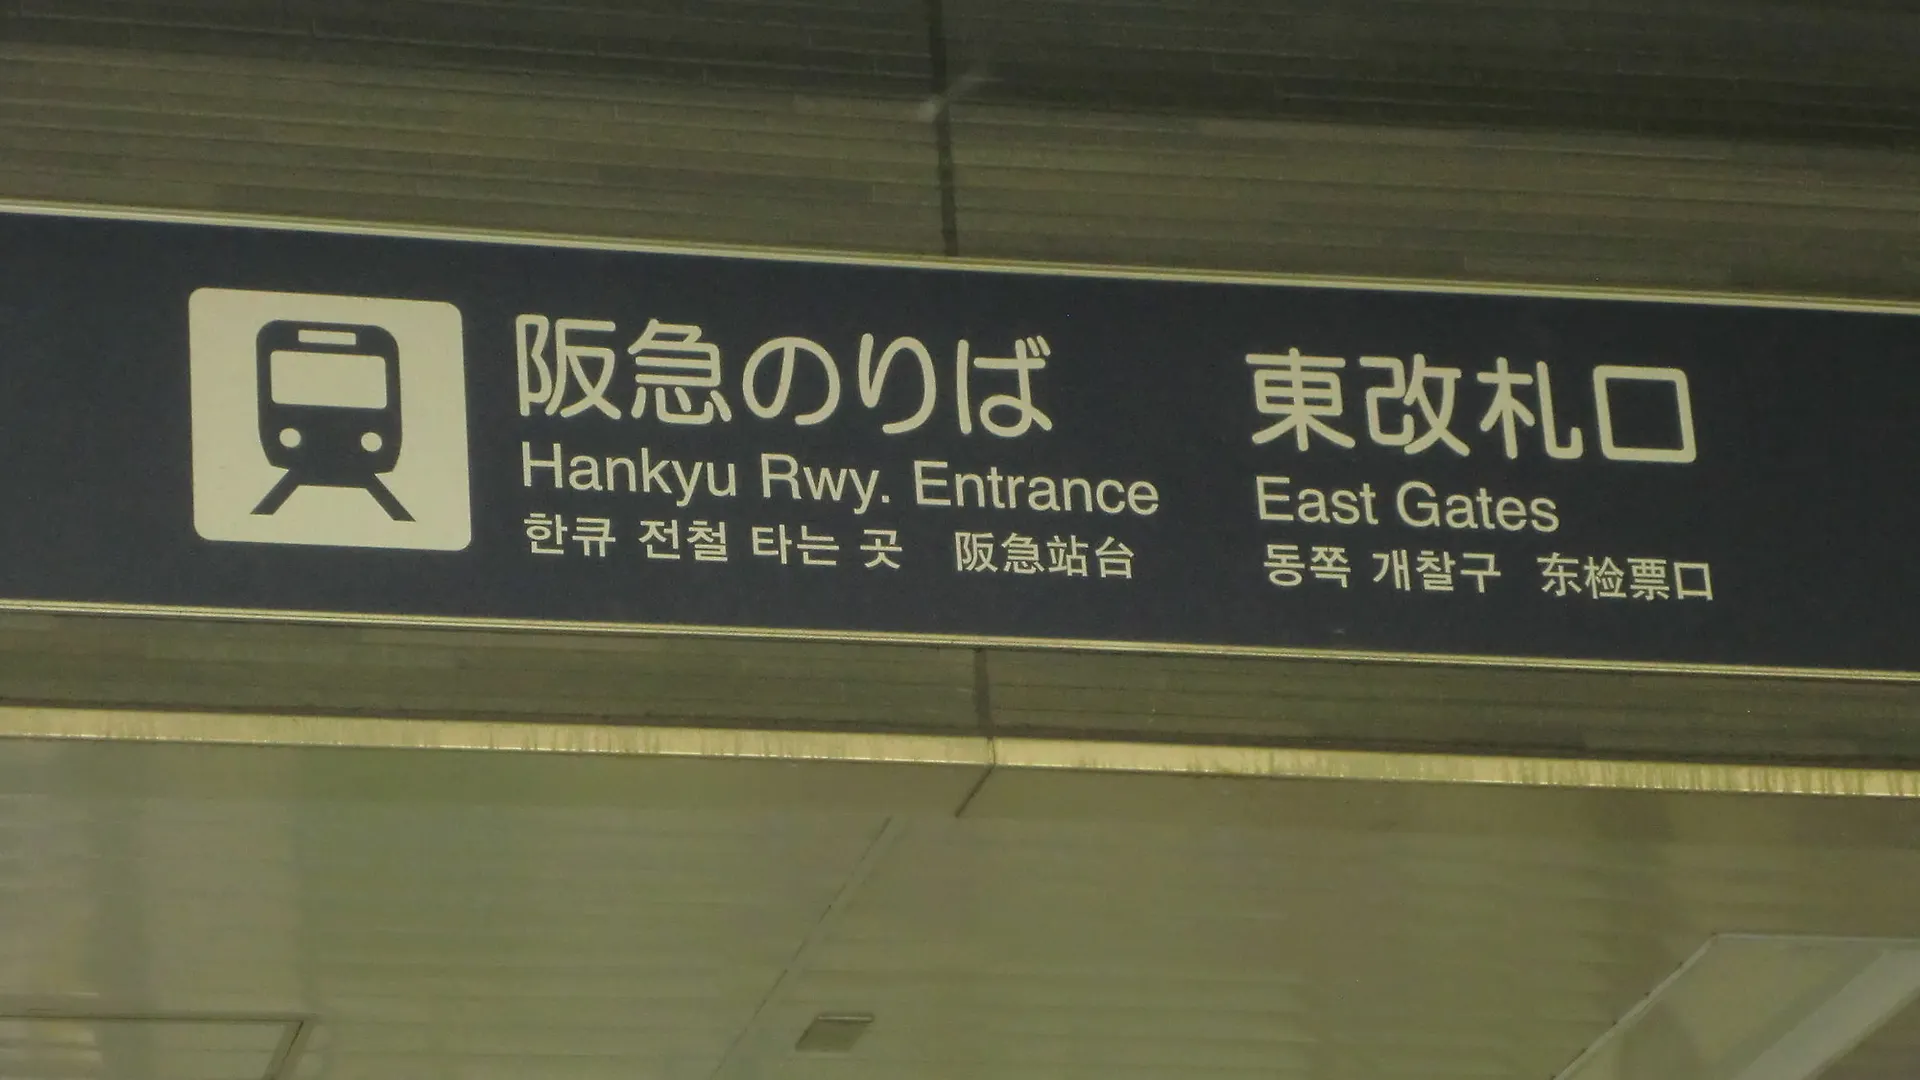 阪急のりば
Hankyu Rwy. Entrance
한큐 전철 타는 곳 阪急站台
東改札口
East Gates
동쪽 개찰구 东检票口